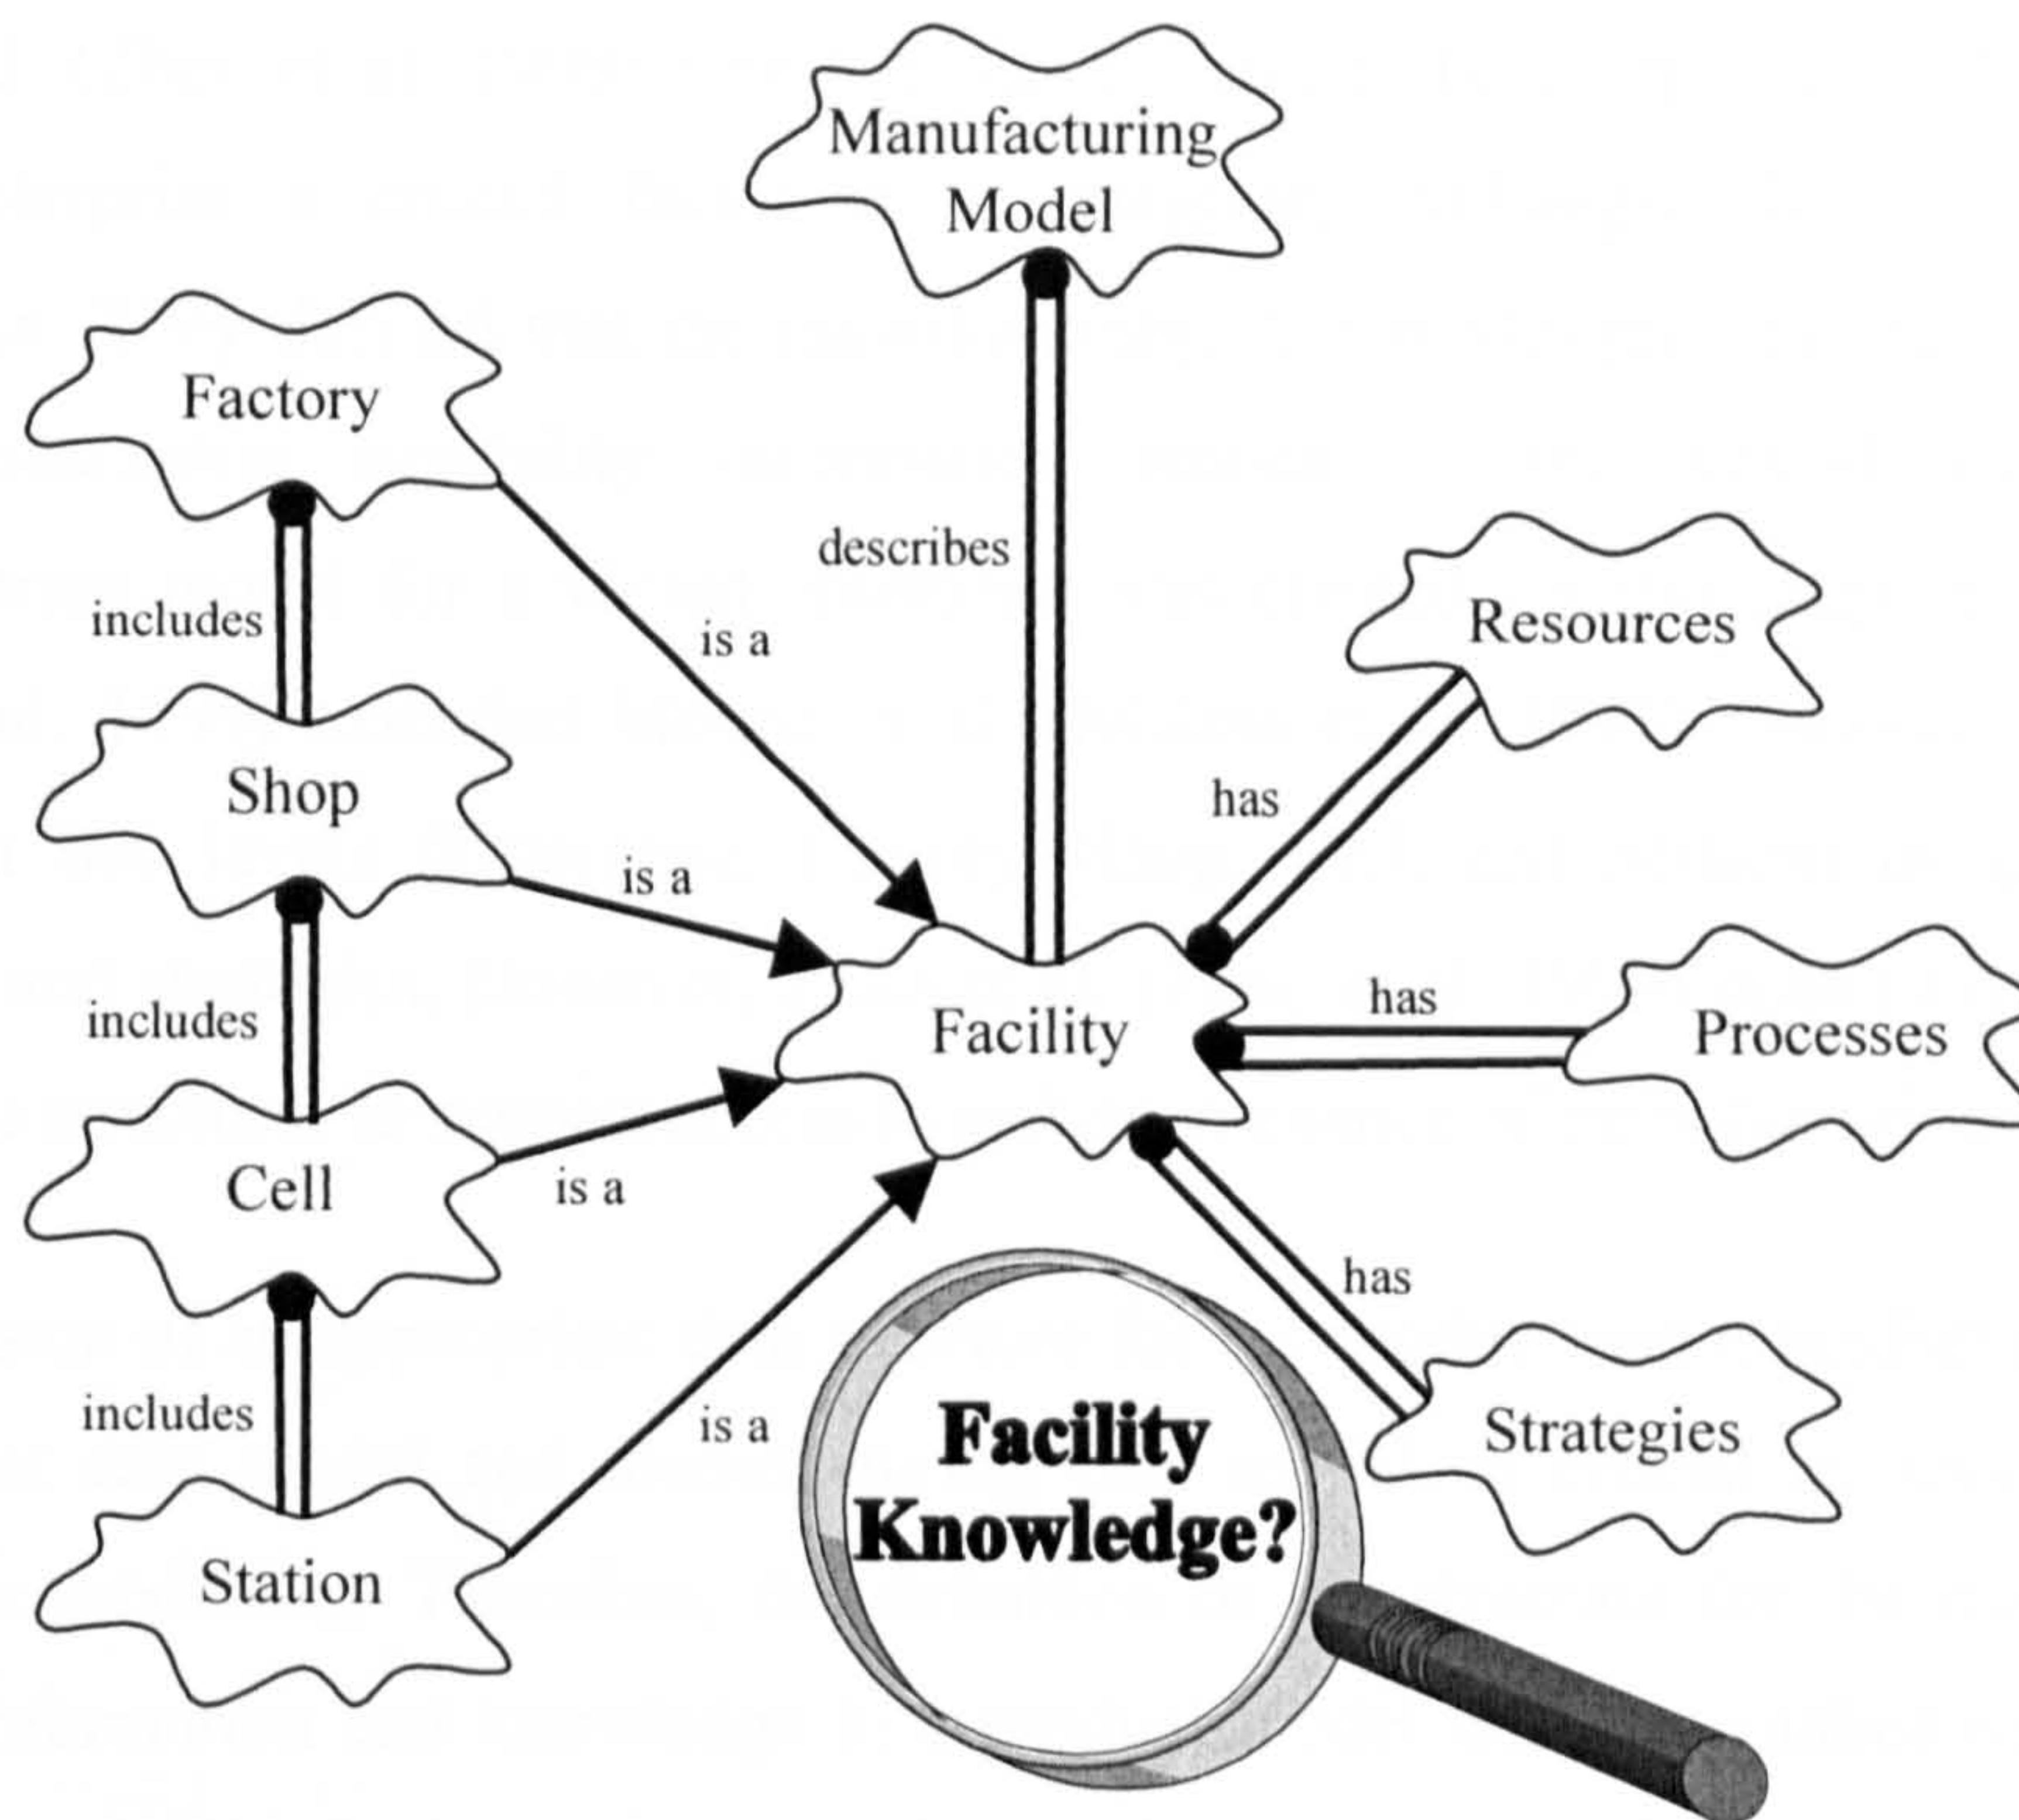 Manufacturing
Model
Factory
describes
includes
is a
Resources
Shop
has
is a
includes
has
Facility
Processes
Cell
is a
has
includes
is a
Facility
Knowledge?
Strategies
Station